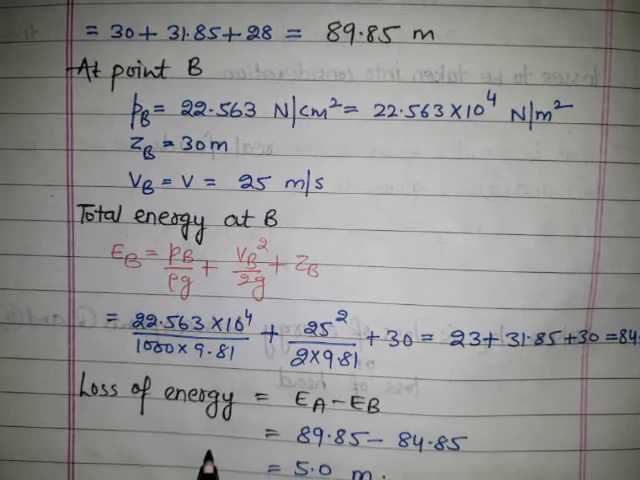 = 30 + 31.85 + 28 = 89.85 m
At point B
pB = 22.563 N/cm² = 22.563 × 10⁴ N/m²
ZB = 30 m
VB = V = 25 m/s
Total energy at B
EB = pB/ρg + VB²/2g + ZB
= 22.563 × 10⁴/1000 × 9.81 + 25²/2 × 9.81 + 30 = 23 + 31.85 + 30 = 84.
Loss of energy = EA - EB
= 89.85 - 84.85
= 5.0 m.